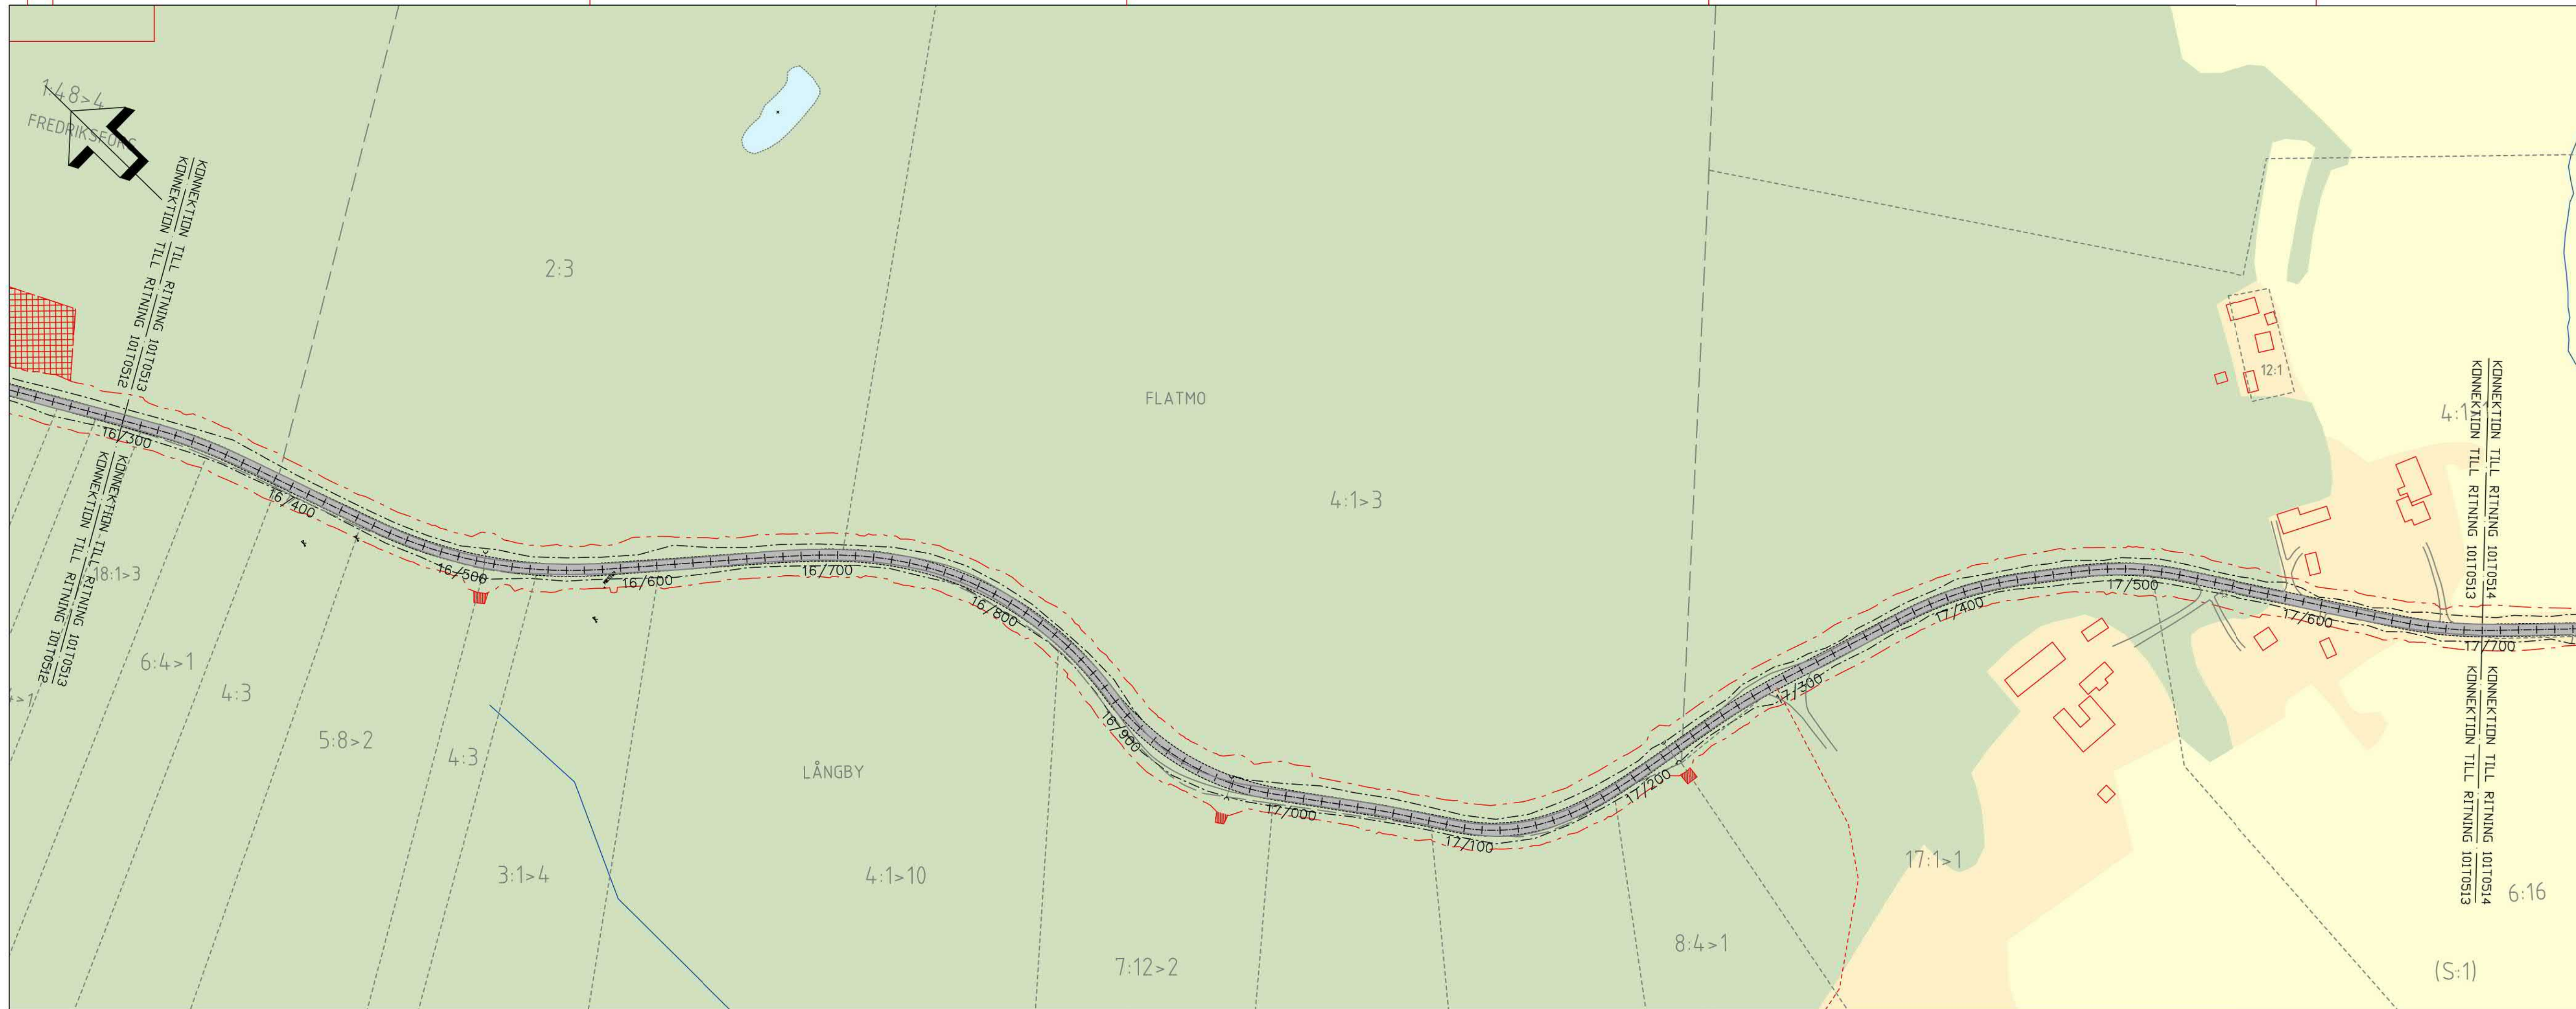 1:48>4
KONNEKTION TILL RITNING 101T0513
KONNEKTION TILL RITNING 101T0512
2:3
FLATMO
4:1>3
12:1
KONNEKTION TILL RITNING 101T0514
KONNEKTION TILL RITNING 101T0513
16/300
16/400
16/500
16/600
16/700
16/800
16/900
17/000
17/100
17/200
17/300
17/400
17/500
17/600
17/700
KONNEKTION TILL RITNING 101T0513
KONNEKTION TILL RITNING 101T0512
18:1>3
6:4>1
4:3
5:8>2
4:3
LÅNGBY
3:1>4
4:1>10
7:12>2
8:4>1
17:1>1
KONNEKTION TILL RITNING 101T0514
KONNEKTION TILL RITNING 101T0513
6:16
(S:1)